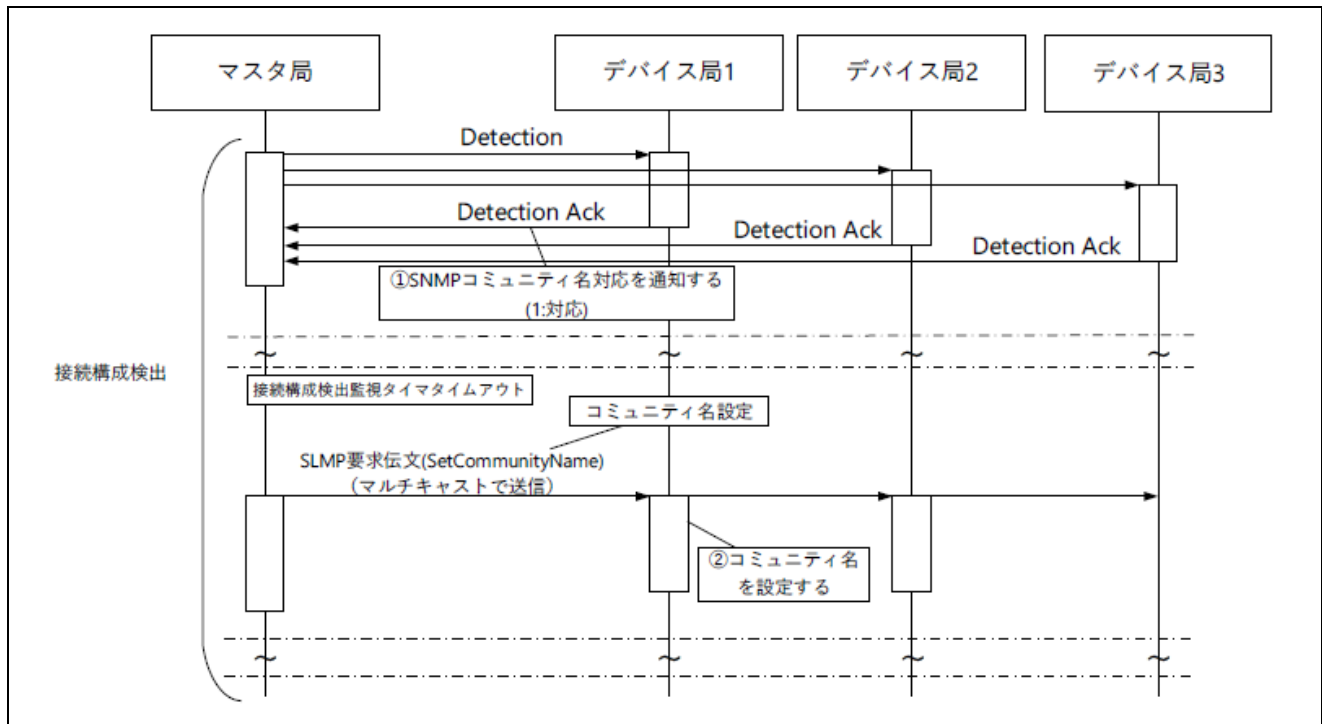 マスタ局
デバイス局1
デバイス局2
デバイス局3
Detection
Detection Ack
Detection Ack
Detection Ack
①SNMPコミュニティ名対応を通知する
(1:対応)
~ ~ ~ ~
接続構成検出
接続構成検出監視タイマタイムアウト
コミュニティ名設定
SLMP要求伝文(SetCommunityName)
（マルチキャストで送信）
②コミュニティ名
を設定する
~ ~ ~ ~